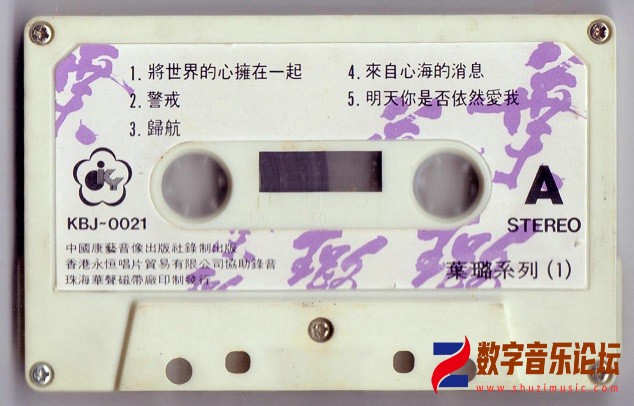 1. 將世界的心擁在一起
2. 警戒
3. 歸航
4. 來自心海的消息
5. 明天你是否依然愛我
KY
KBJ-0021
A
STEREO
中國康藝音像出版社錄制出版
香港永恒唱片貿易有限公司協助錄音
珠海華聲磁帶廠印制發行
葉璐系列(1)
数字音乐论坛
www.shuzimusic.com